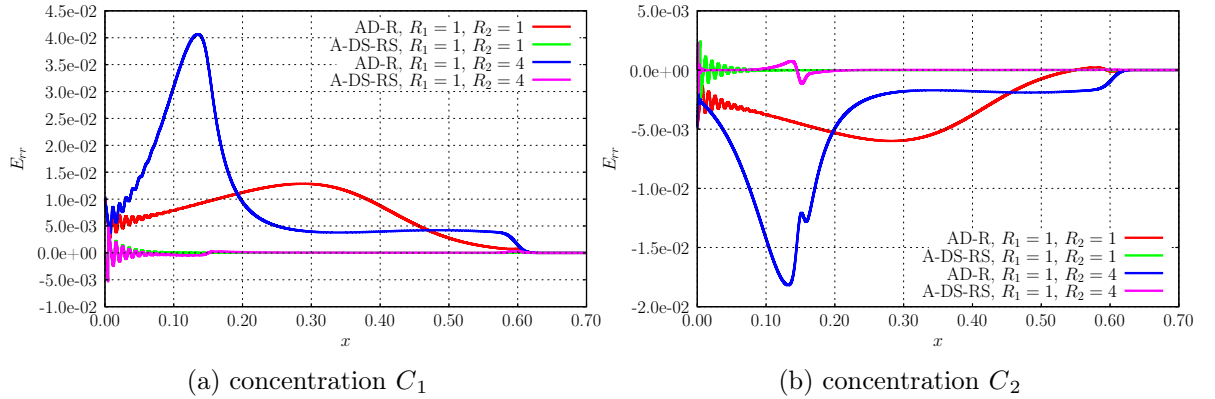 4.5e-02
4.0e-02
3.5e-02
3.0e-02
2.5e-02
2.0e-02
1.5e-02
1.0e-02
5.0e-03
0.0e+00
-5.0e-03
-1.0e-02
E_rr
0.00 0.10 0.20 0.30 0.40 0.50 0.60 0.70
x
AD-R, R_1 = 1, R_2 = 1
A-DS-RS, R_1 = 1, R_2 = 1
AD-R, R_1 = 1, R_2 = 4
A-DS-RS, R_1 = 1, R_2 = 4
(a) concentration C_1
5.0e-03
0.0e+00
-5.0e-03
-1.0e-02
-1.5e-02
-2.0e-02
E_rr
0.00 0.10 0.20 0.30 0.40 0.50 0.60 0.70
x
AD-R, R_1 = 1, R_2 = 1
A-DS-RS, R_1 = 1, R_2 = 1
AD-R, R_1 = 1, R_2 = 4
A-DS-RS, R_1 = 1, R_2 = 4
(b) concentration C_2